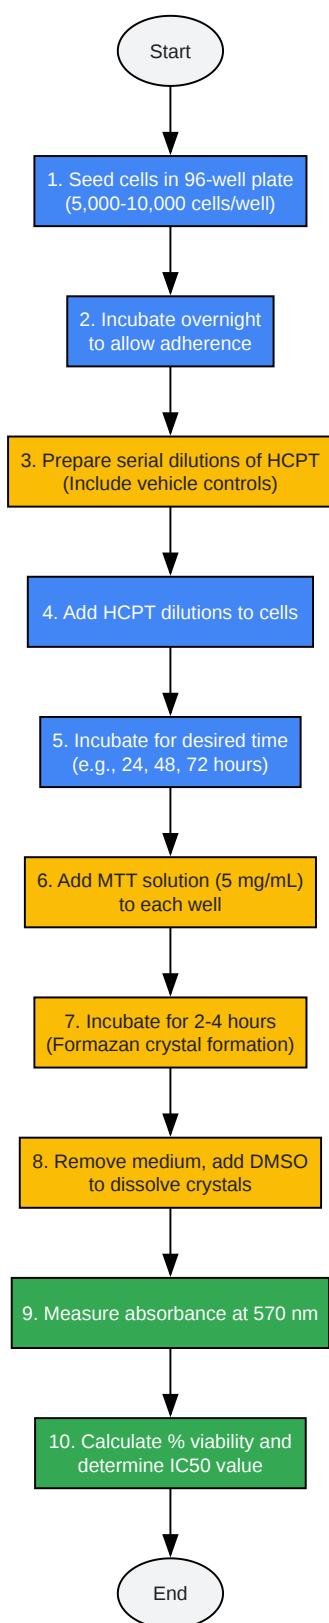 Start
1. Seed cells in 96-well plate
(5,000-10,000 cells/well)
2. Incubate overnight
to allow adherence
3. Prepare serial dilutions of HCPT
(Include vehicle controls)
4. Add HCPT dilutions to cells
5. Incubate for desired time
(e.g., 24, 48, 72 hours)
6. Add MTT solution (5 mg/mL)
to each well
7. Incubate for 2-4 hours
(Formazan crystal formation)
8. Remove medium, add DMSO
to dissolve crystals
9. Measure absorbance at 570 nm
10. Calculate % viability and
determine IC50 value
End